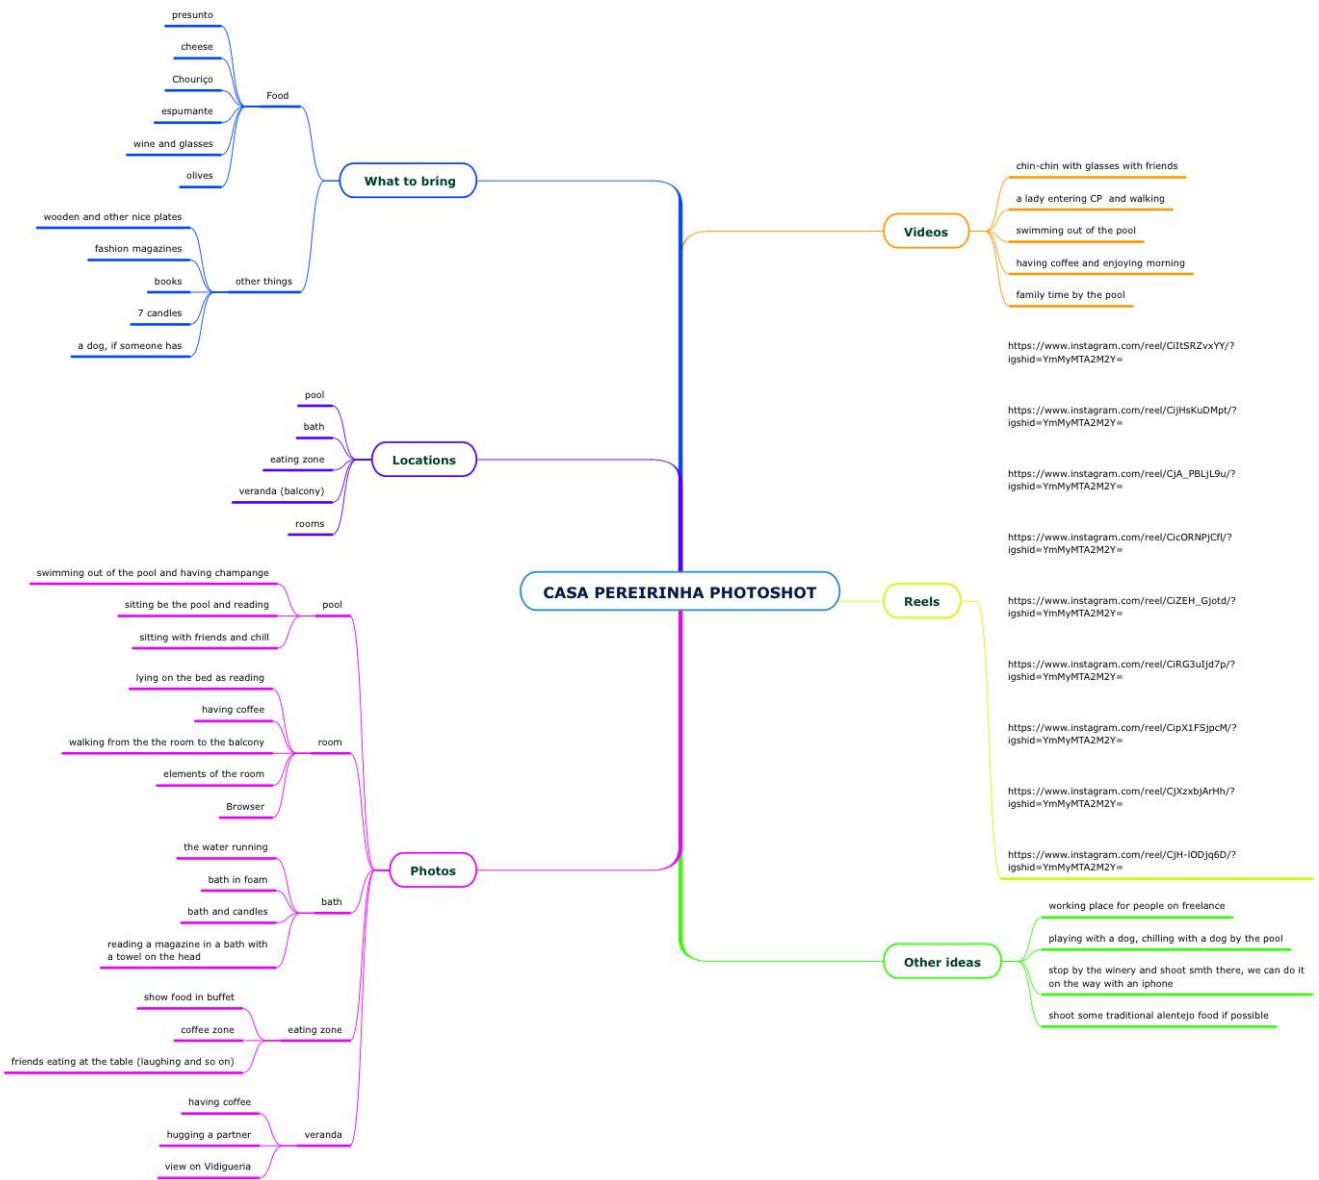 presunto
cheese
Chouriço
espumante
wine and glasses
olives
Food
wooden and other nice plates
fashion magazines
books
7 candles
a dog, if someone has
other things
What to bring
pool
bath
eating zone
veranda (balcony)
rooms
Locations
swimming out of the pool and having champange
sitting be the pool and reading
sitting with friends and chill
pool
lying on the bed as reading
having coffee
walking from the the room to the balcony
elements of the room
Browser
room
the water running
bath in foam
bath and candles
reading a magazine in a bath with
a towel on the head
bath
show food in buffet
coffee zone
friends eating at the table (laughing and so on)
eating zone
having coffee
hugging a partner
view on Vidigueria
veranda
Photos
CASA PEREIRINHA PHOTOSHOT
Videos
chin-chin with glasses with friends
a lady entering CP  and walking
swimming out of the pool
having coffee and enjoying morning
family time by the pool
Reels
https://www.instagram.com/reel/CiItSRZvxYY/?
igshid=YmMyMTA2M2Y=
https://www.instagram.com/reel/CijHsKuDMpt/?
igshid=YmMyMTA2M2Y=
https://www.instagram.com/reel/CjA_PBLjL9u/?
igshid=YmMyMTA2M2Y=
https://www.instagram.com/reel/CicORNPjCfl/?
igshid=YmMyMTA2M2Y=
https://www.instagram.com/reel/CiZEH_Gjotd/?
igshid=YmMyMTA2M2Y=
https://www.instagram.com/reel/CiRG3uIjd7p/?
igshid=YmMyMTA2M2Y=
https://www.instagram.com/reel/CipX1FSjpcM/?
igshid=YmMyMTA2M2Y=
https://www.instagram.com/reel/CjXzxbjArHh/?
igshid=YmMyMTA2M2Y=
https://www.instagram.com/reel/CjH-lODjq6D/?
igshid=YmMyMTA2M2Y=
Other ideas
working place for people on freelance
playing with a dog, chilling with a dog by the pool
stop by the winery and shoot smth there, we can do it
on the way with an iphone
shoot some traditional alentejo food if possible